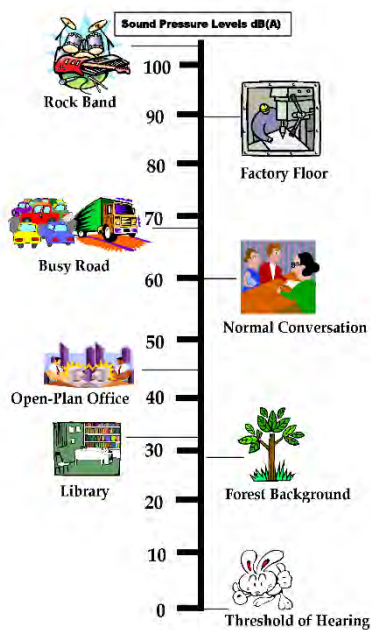 Sound Pressure Levels dB(A)
100
Rock Band
90
Factory Floor
80
70
Busy Road
60
Normal Conversation
50
Open-Plan Office
40
30
Library
Forest Background
20
10
0
Threshold of Hearing